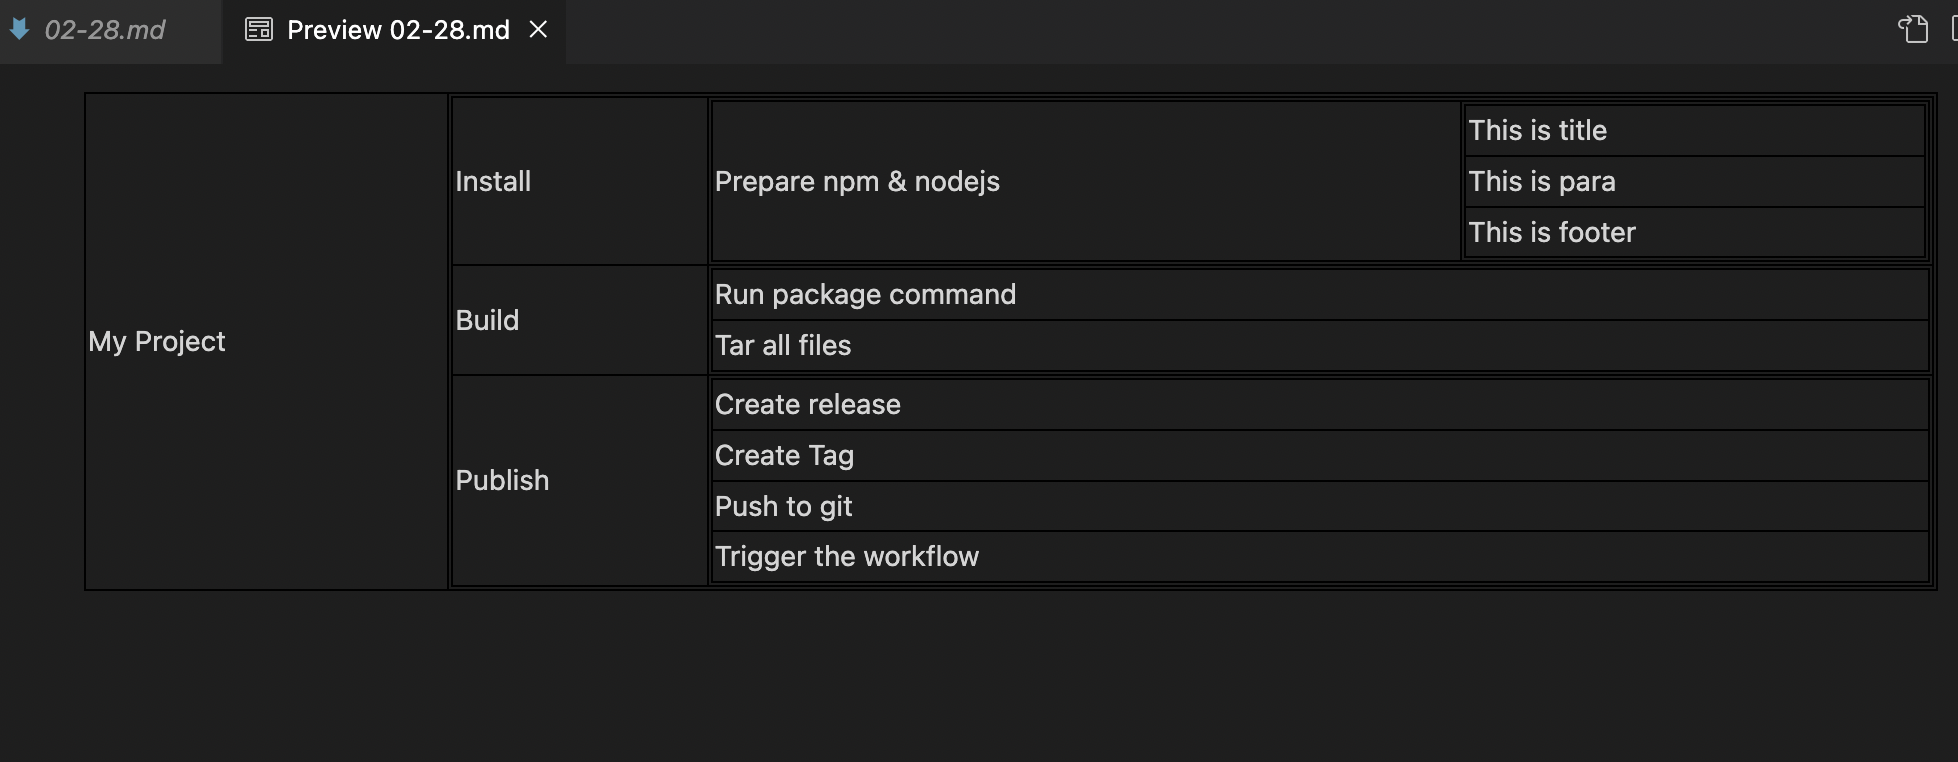 02-28.md
Preview 02-28.md
My Project
Install
Prepare npm & nodejs
This is title
This is para
This is footer
Build
Run package command
Tar all files
Publish
Create release
Create Tag
Push to git
Trigger the workflow